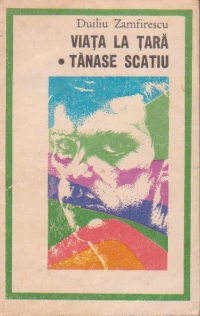 Duiliu Zamfirescu
VIAȚA LA ȚARĂ
• TĂNASE SCATIU